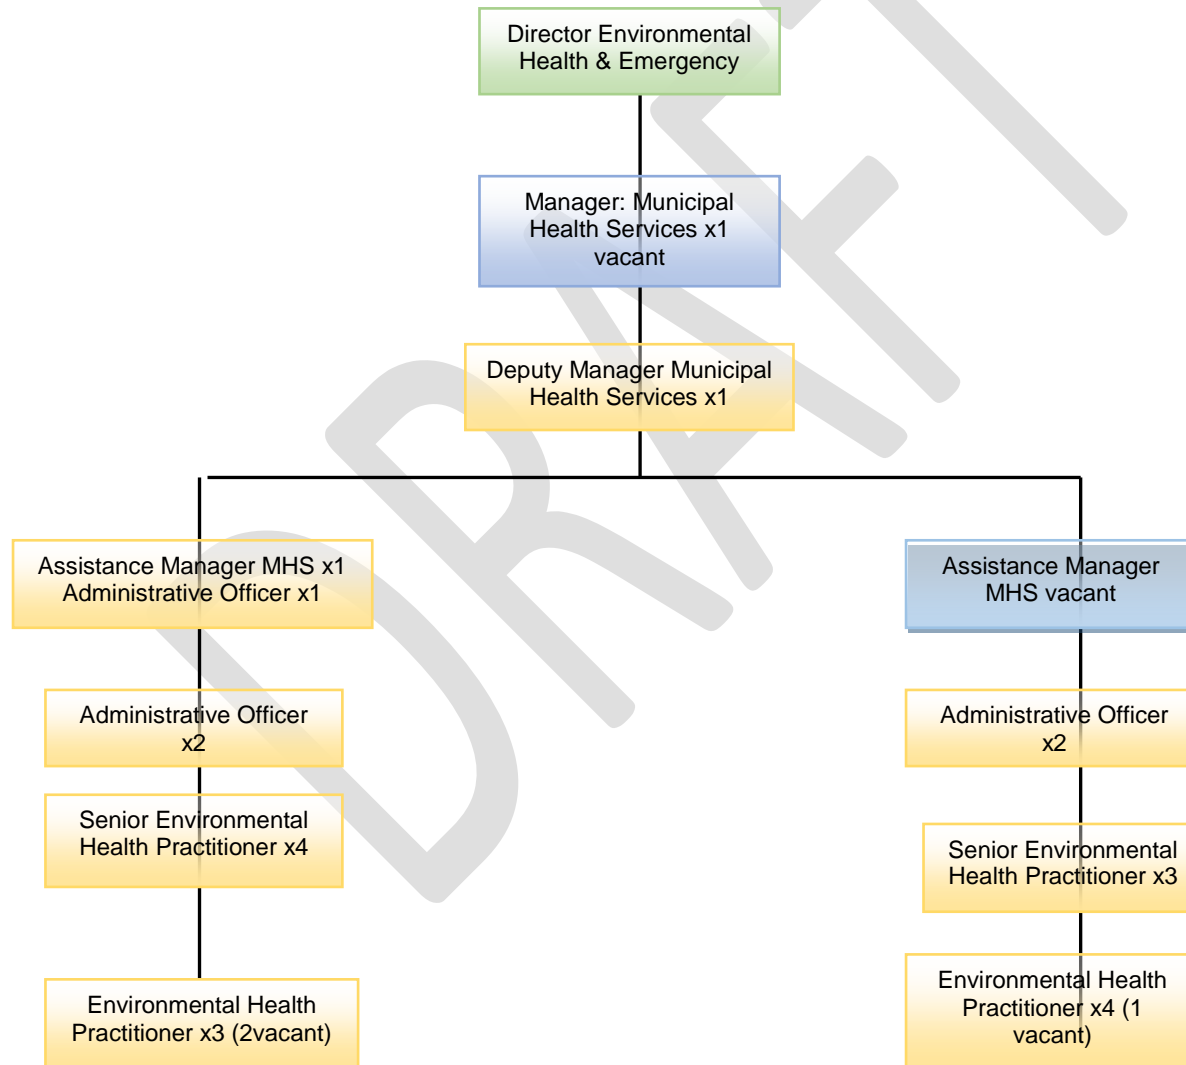 Director Environmental
Health & Emergency
Manager: Municipal
Health Services x1
vacant
Deputy Manager Municipal
Health Services x1
Assistance Manager MHS x1
Administrative Officer x1
Assistance Manager
MHS vacant
Administrative Officer
x2
Administrative Officer
x2
Senior Environmental
Health Practitioner x4
Senior Environmental
Health Practitioner x3
Environmental Health
Practitioner x3 (2vacant)
Environmental Health
Practitioner x4 (1
vacant)
DRAFT